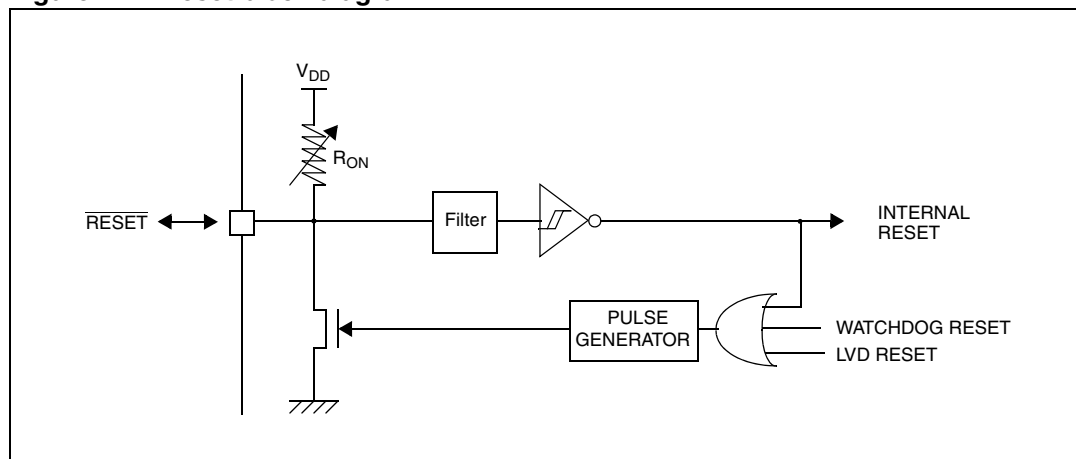 V_DD
R_ON
RESET
Filter
INTERNAL
RESET
PULSE
GENERATOR
WATCHDOG RESET
LVD RESET